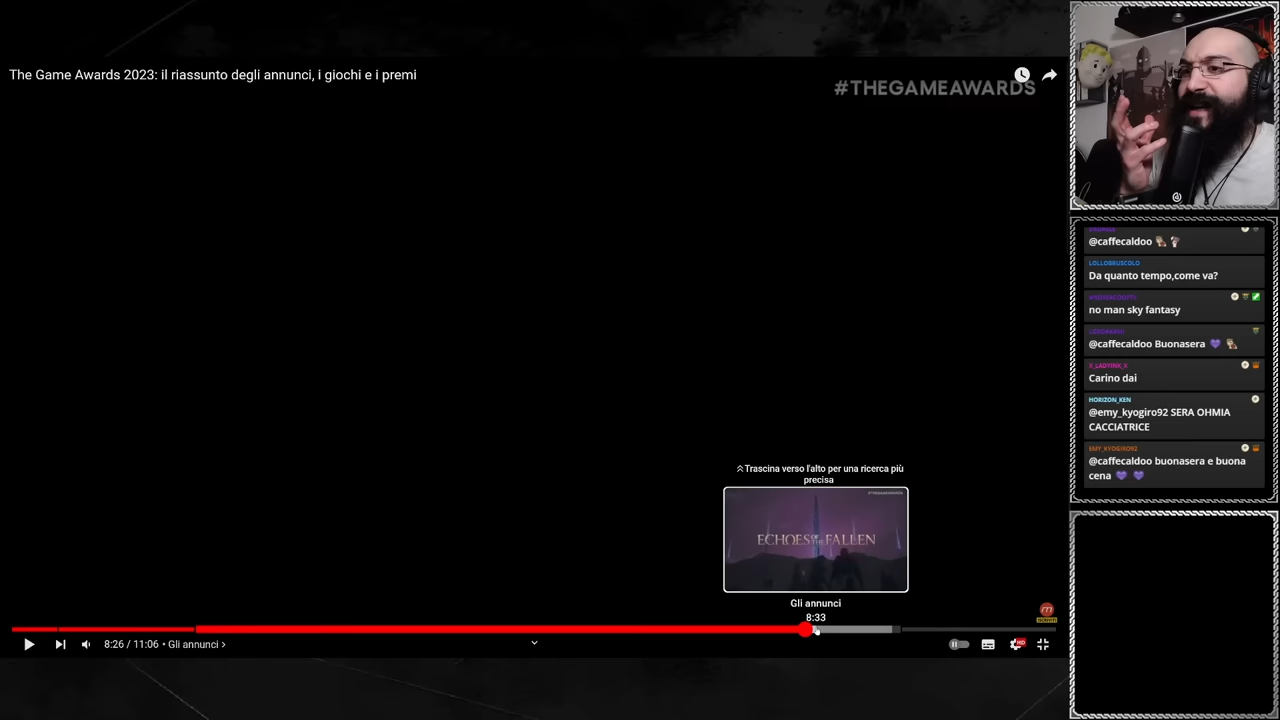 The Game Awards 2023: il riassunto degli annunci, i giochi e i premi
#THEGAMEAWARDS
@caffecaldoo
LOLLOBRUSCOLO
Da quanto tempo,come va?
no man sky fantasy
@caffecaldoo Buonasera 💜
X_LADYINK_X
Carino dai
HORIZON_KEN
@emy_kyogiro92 SERA OHMIA
CACCIATRICE
EMY_KYOGIRO92
@caffecaldoo buonasera e buona
cena 💜 💜
Trascina verso l'alto per una ricerca più
precisa
ECHOES OF THE FALLEN
Gli annunci
8:33
8:26 / 11:06 • Gli annunci ›
HD